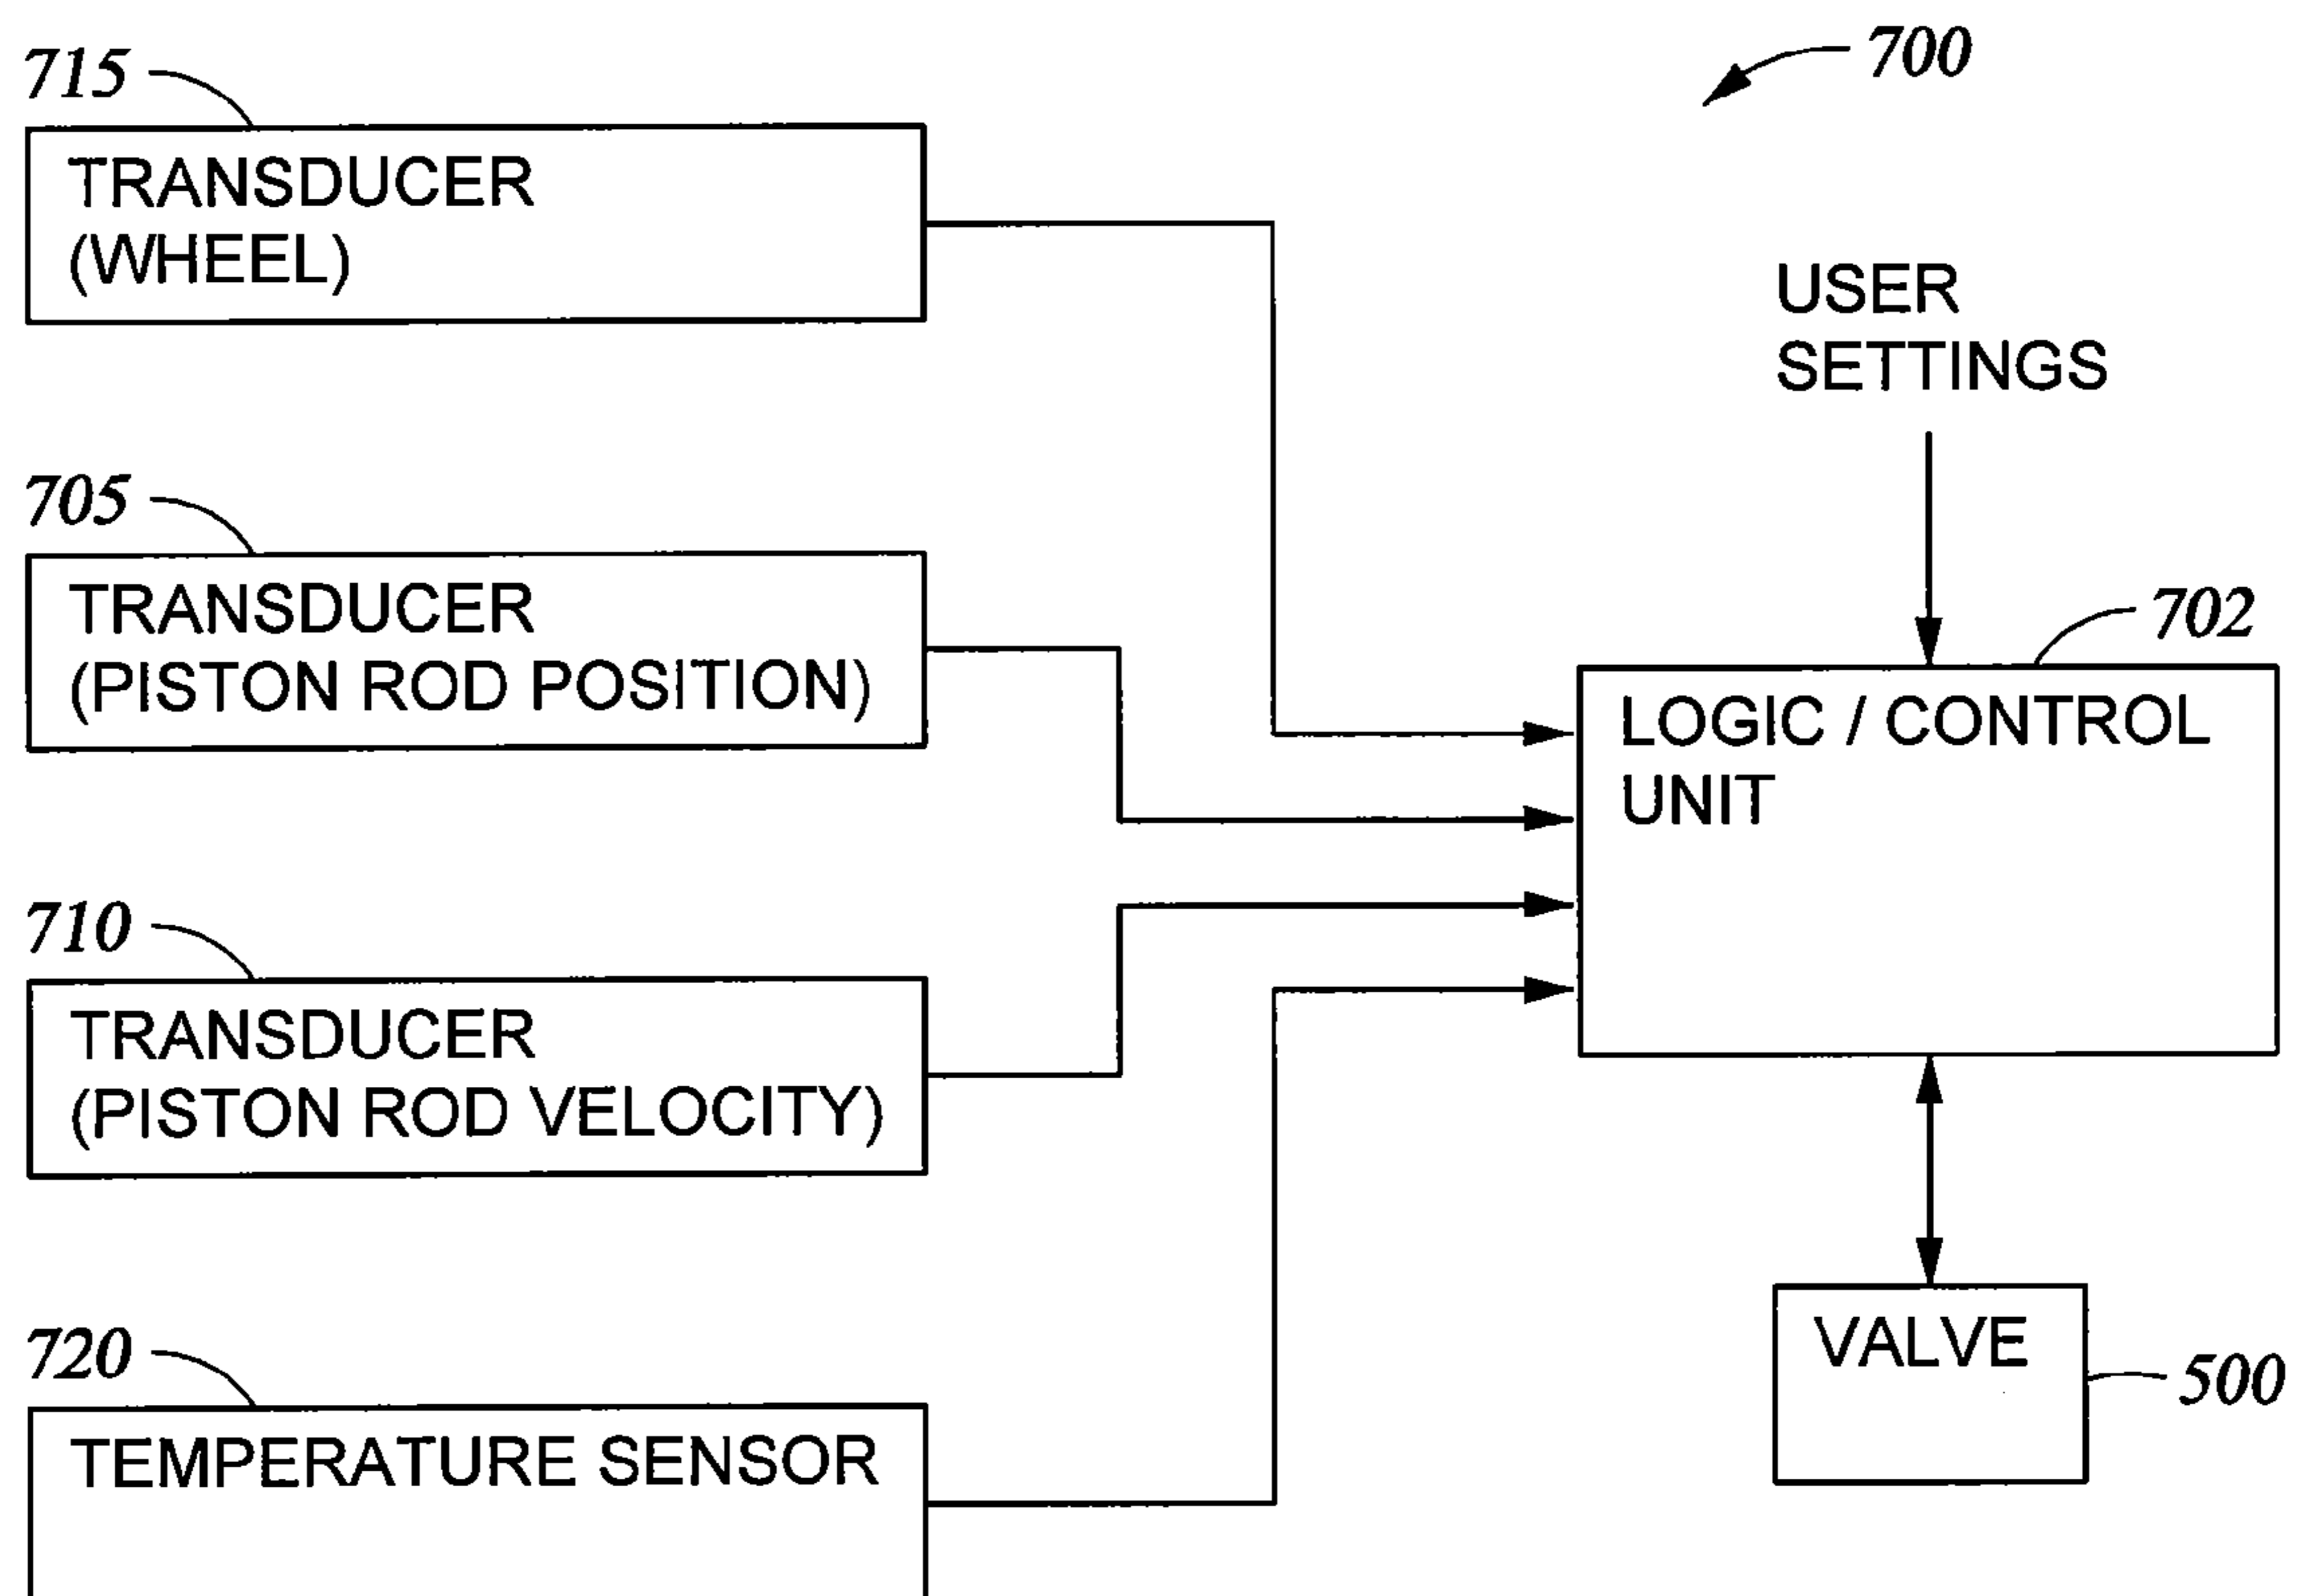 715
TRANSDUCER
(WHEEL)
700
USER
SETTINGS
705
TRANSDUCER
(PISTON ROD POSITION)
702
LOGIC / CONTROL
UNIT
710
TRANSDUCER
(PISTON ROD VELOCITY)
720
TEMPERATURE SENSOR
VALVE
500